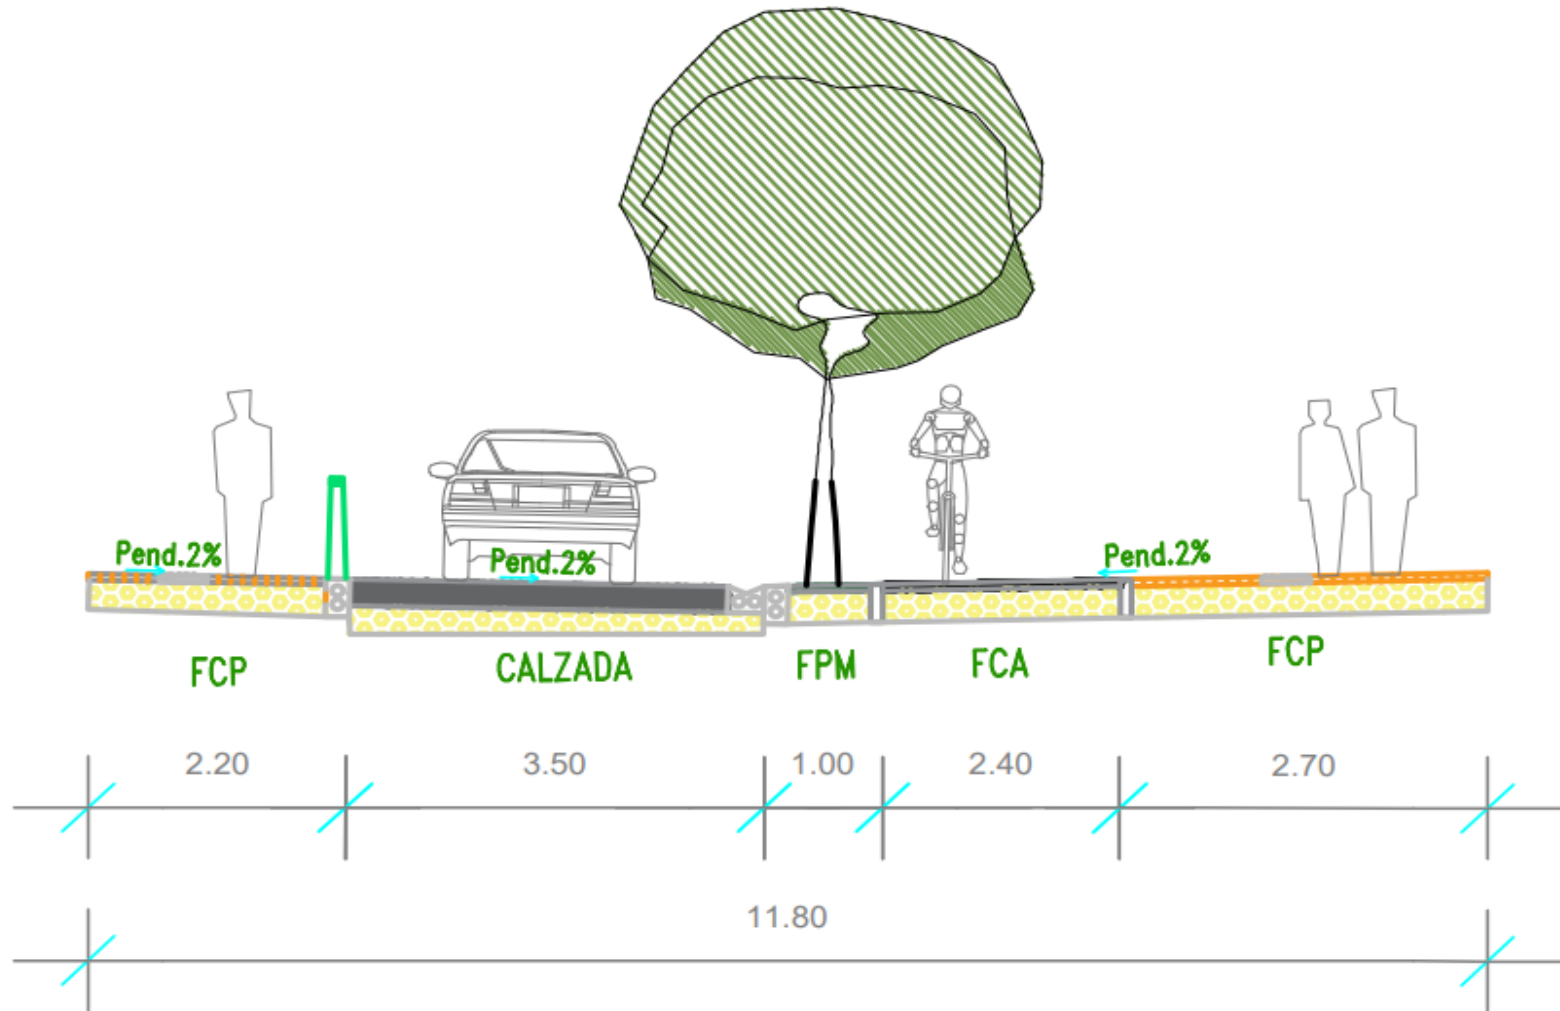 Pend.2%
Pend.2%
Pend.2%
FCP
CALZADA
FPM
FCA
FCP
2.20
3.50
1.00
2.40
2.70
11.80